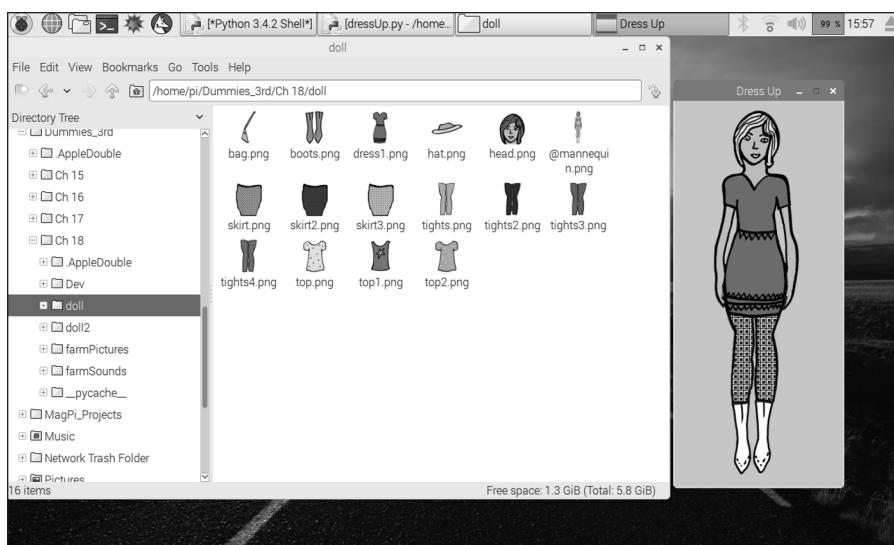 [*Python 3.4.2 Shell*]
[dressUp.py - /home...
doll
Dress Up
99 %
15:57
doll
File Edit View Bookmarks Go Tools Help
/home/pi/Dummies_3rd/Ch 18/doll
Dress Up
Directory Tree
Dummies_3rd
.AppleDouble
Ch 15
Ch 16
Ch 17
Ch 18
.AppleDouble
Dev
doll
doll2
farmPictures
farmSounds
__pycache__
MagPi_Projects
Music
Network Trash Folder
Pictures
bag.png boots.png dress1.png hat.png head.png @mannequi
n.png
skirt.png skirt2.png skirt3.png tights.png tights2.png tights3.png
tights4.png top.png top1.png top2.png
16 items
Free space: 1.3 GiB (Total: 5.8 GiB)